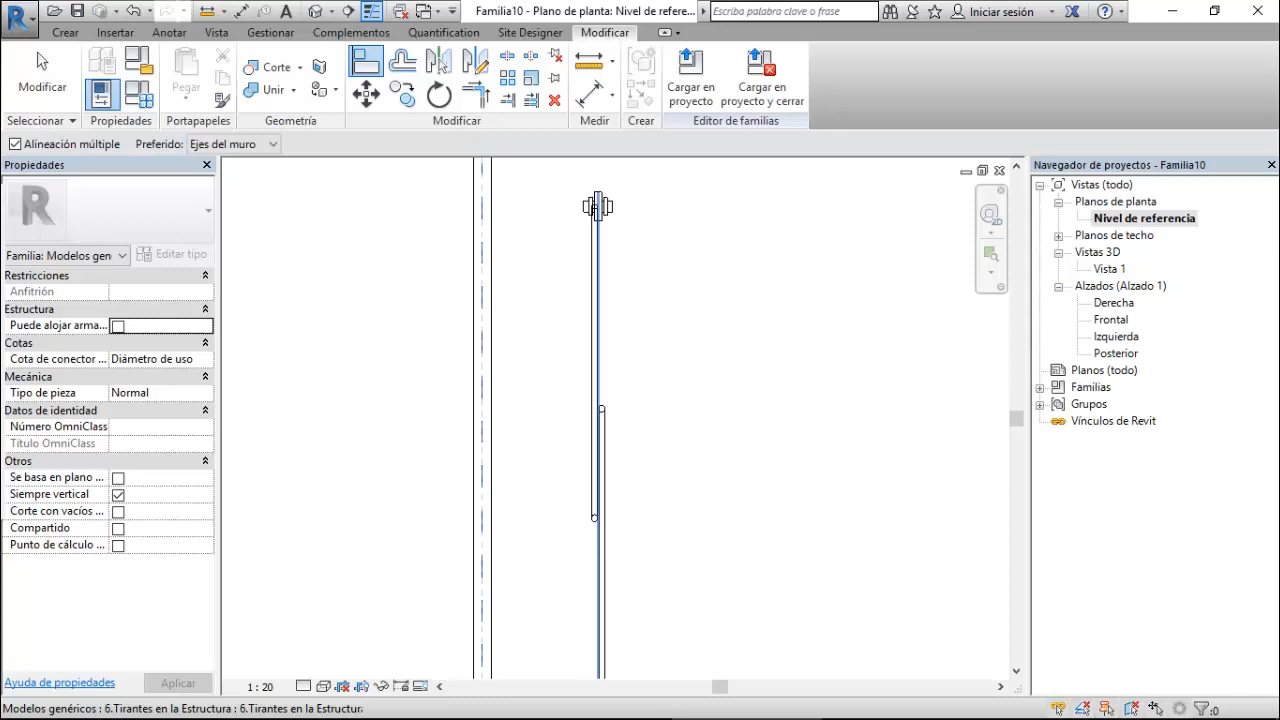 Familia10 - Plano de planta: Nivel de refere...
Escriba palabra clave o frase
Iniciar sesión
Crear
Insertar
Anotar
Vista
Gestionar
Complementos
Quantification
Site Designer
Modificar
Modificar
Pegar
Corte
Unir
Cargar en
proyecto
Cargar en
proyecto y cerrar
Seleccionar
Propiedades
Portapapeles
Geometría
Modificar
Medir
Crear
Editor de familias
Alineación múltiple
Preferido:
Ejes del muro
Propiedades
Familia: Modelos gen
Editar tipo
Restricciones
Anfitrión
Estructura
Puede alojar arma...
Cotas
Cota de conector ...
Diámetro de uso
Mecánica
Tipo de pieza
Normal
Datos de identidad
Número OmniClass
Título OmniClass
Otros
Se basa en plano ...
Siempre vertical
Corte con vacíos ...
Compartido
Punto de cálculo ...
Ayuda de propiedades
Aplicar
1 : 20
Navegador de proyectos - Familia10
Vistas (todo)
Planos de planta
Nivel de referencia
Planos de techo
Vistas 3D
Vista 1
Alzados (Alzado 1)
Derecha
Frontal
Izquierda
Posterior
Planos (todo)
Familias
Grupos
Vínculos de Revit
Modelos genéricos : 6.Tirantes en la Estructura : 6.Tirantes en la Estructur
:0